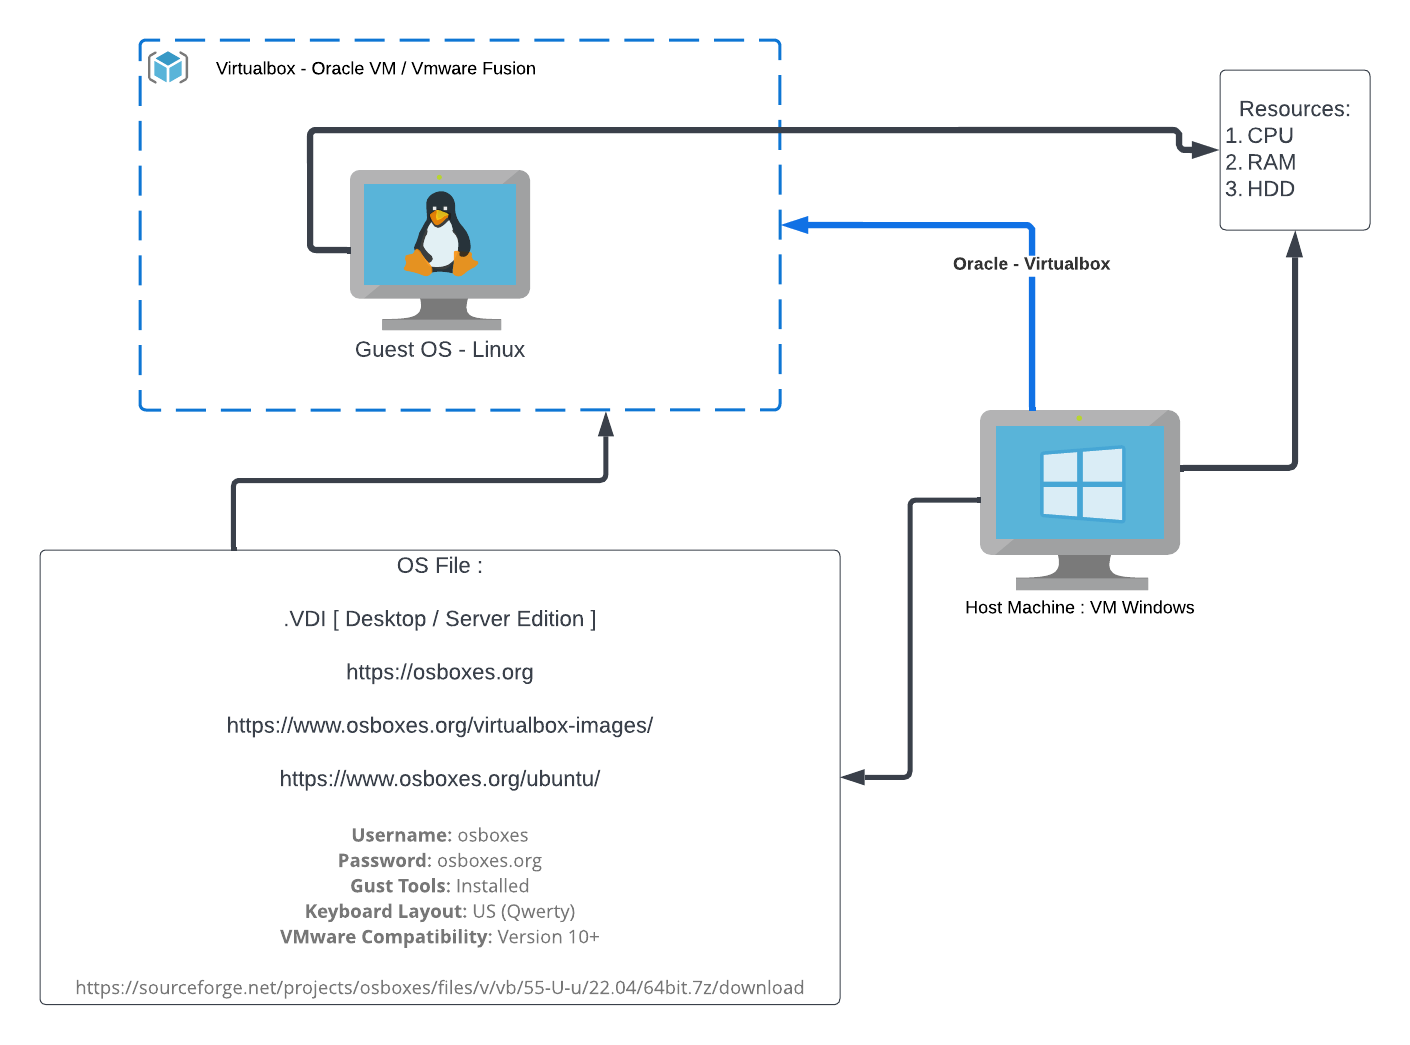 Virtualbox - Oracle VM / Vmware Fusion
Resources:
1. CPU
2. RAM
3. HDD
Oracle - Virtualbox
Guest OS - Linux
Host Machine : VM Windows
OS File :
.VDI [ Desktop / Server Edition ]
https://osboxes.org
https://www.osboxes.org/virtualbox-images/
https://www.osboxes.org/ubuntu/
Username: osboxes
Password: osboxes.org
Gust Tools: Installed
Keyboard Layout: US (Qwerty)
VMware Compatibility: Version 10+
https://sourceforge.net/projects/osboxes/files/v/vb/55-U-u/22.04/64bit.7z/download